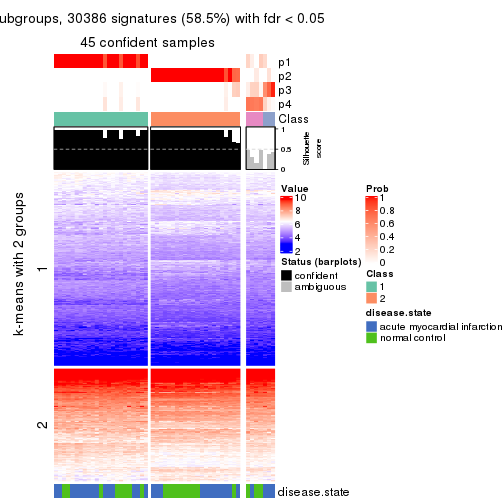 ubgroups, 30386 signatures (58.5%) with fdr < 0.05
45 confident samples
p1
p2
p3
p4
Class
1
0.5
0
Silhouette
score
k-means with 2 groups
1
2
disease.state
Value
10
8
6
4
2
Status (barplots)
confident
ambiguous
Prob
1
0.8
0.6
0.4
0.2
0
Class
1
2
disease.state
acute myocardial infarction
normal control